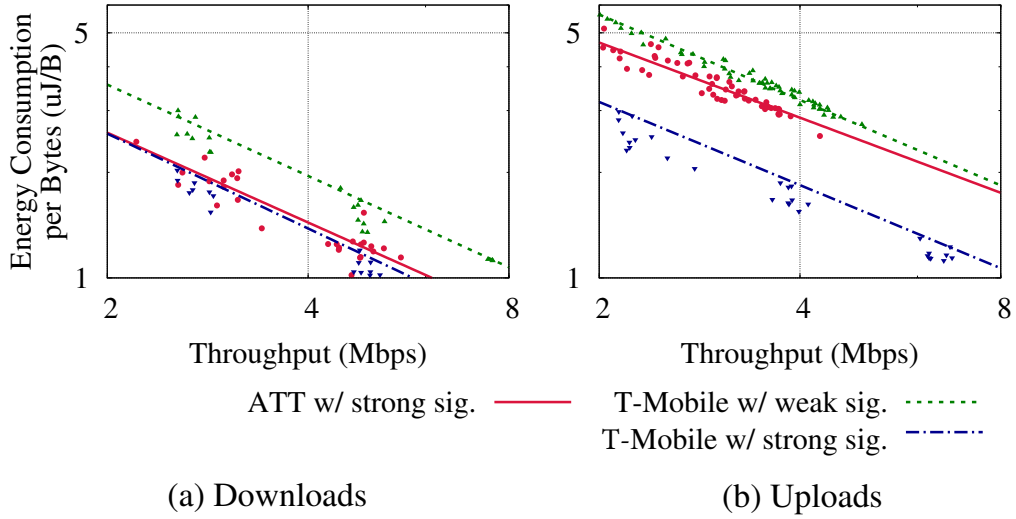 Energy Consumption
per Bytes (uJ/B)
5
1
2
4
8
Throughput (Mbps)
5
1
2
4
8
Throughput (Mbps)
ATT w/ strong sig.
T-Mobile w/ weak sig.
T-Mobile w/ strong sig.
(a) Downloads
(b) Uploads